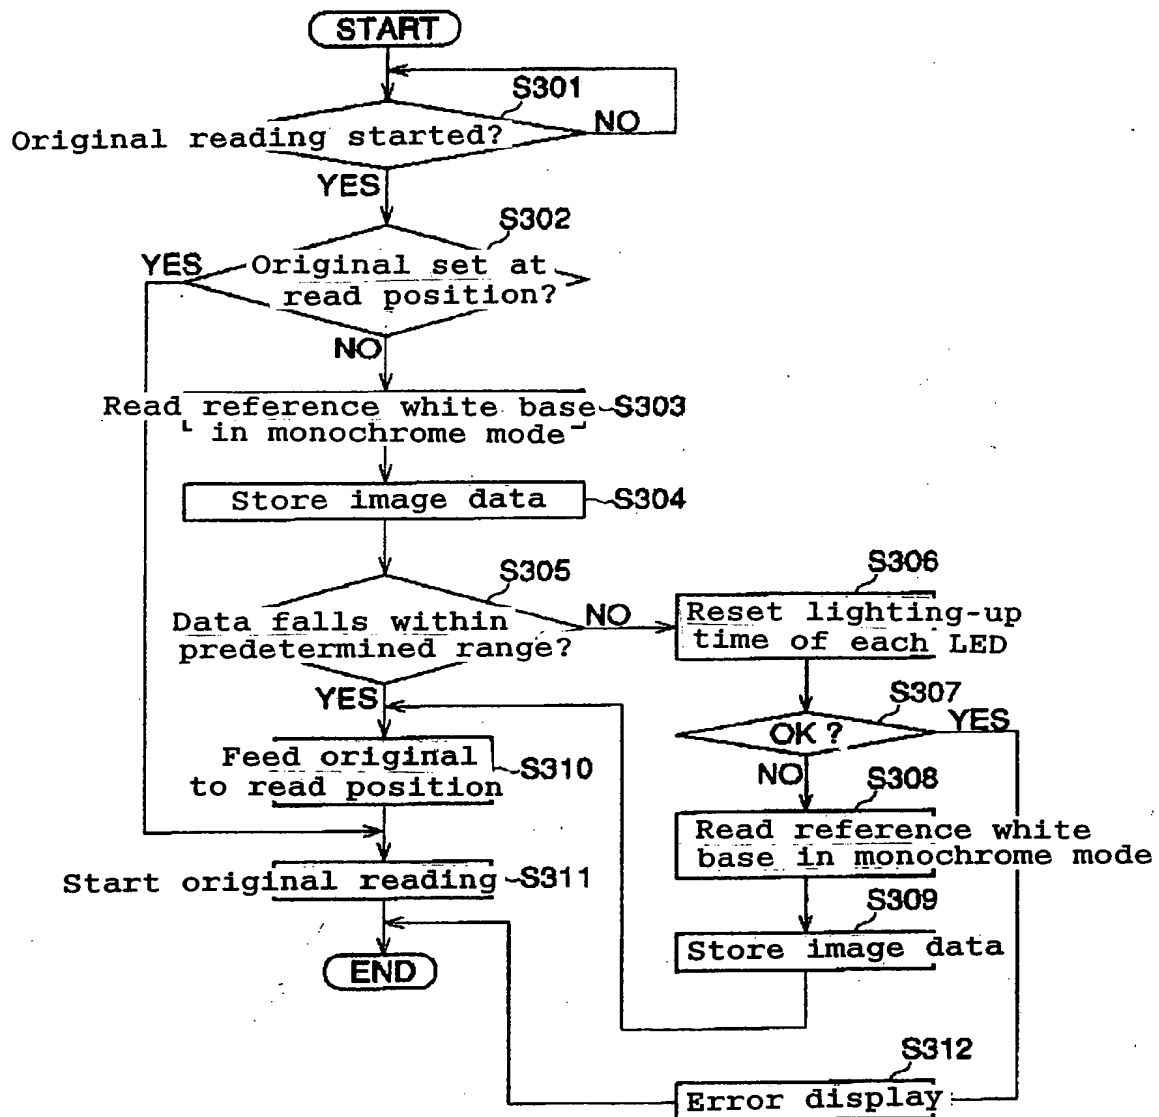 START
S301
Original reading started?
NO
YES
S302
YES
Original set at
read position?
NO
Read reference white base
in monochrome mode
S303
Store image data
S304
S305
Data falls within
predetermined range?
NO
YES
S306
Reset lighting-up
time of each LED
S307
OK ?
YES
NO
Feed original
to read position
S310
S308
Read reference white
base in monochrome mode
Start original reading
S311
S309
Store image data
END
S312
Error display